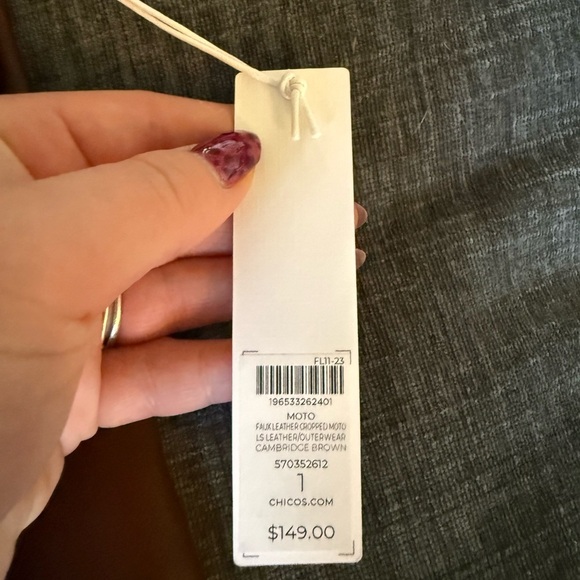 FL11-23
196533262401
MOTO
FAUX LEATHER CROPPED MOTO
LS LEATHER/OUTERWEAR
CAMBRIDGE BROWN
570352612
1
CHICOS.COM
$149.00